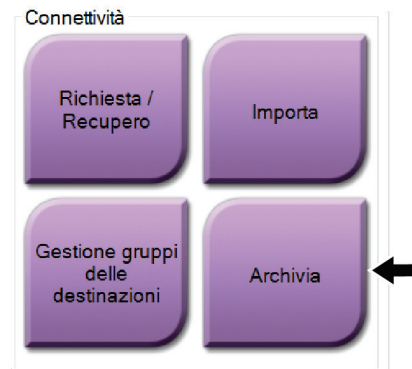 Connettività
Richiesta /
Recupero
Importa
Gestione gruppi
delle
destinazioni
Archivia